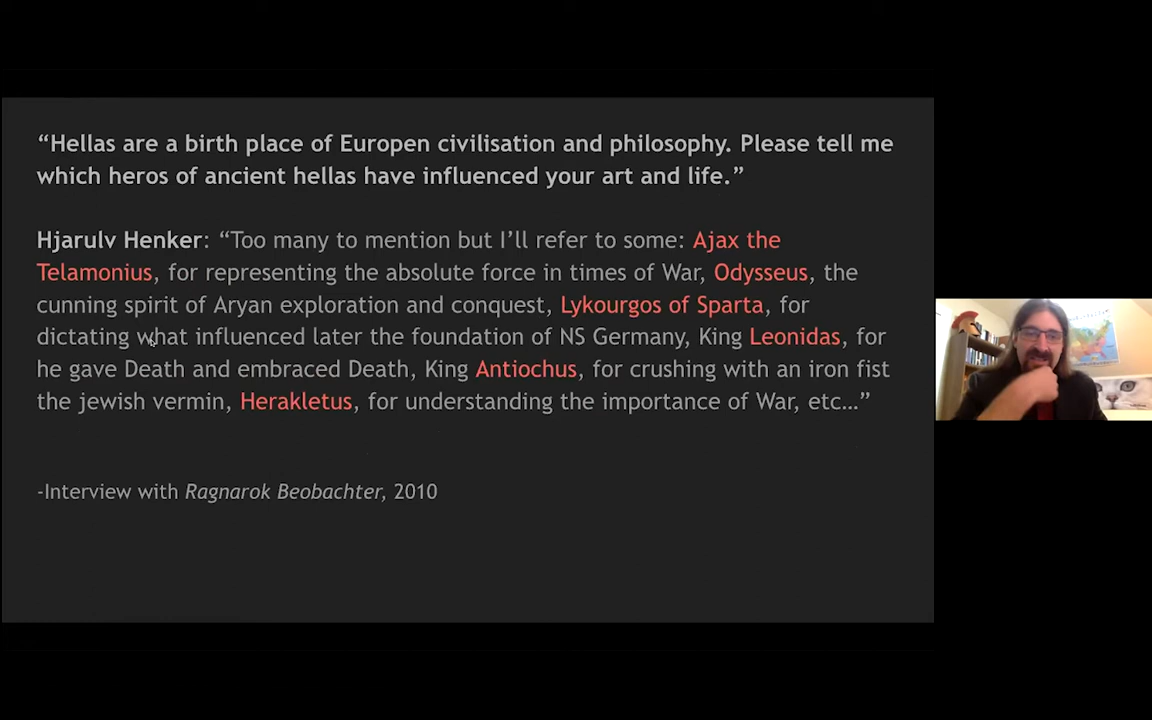 “Hellas are a birth place of Europen civilisation and philosophy. Please tell me
which heros of ancient hellas have influenced your art and life.”
Hjarulv Henker: “Too many to mention but I’ll refer to some: Ajax the
Telamonius, for representing the absolute force in times of War, Odysseus, the
cunning spirit of Aryan exploration and conquest, Lykourgos of Sparta, for
dictating what influenced later the foundation of NS Germany, King Leonidas, for
he gave Death and embraced Death, King Antiochus, for crushing with an iron fist
the jewish vermin, Herakletus, for understanding the importance of War, etc…”
-Interview with Ragnarok Beobachter, 2010